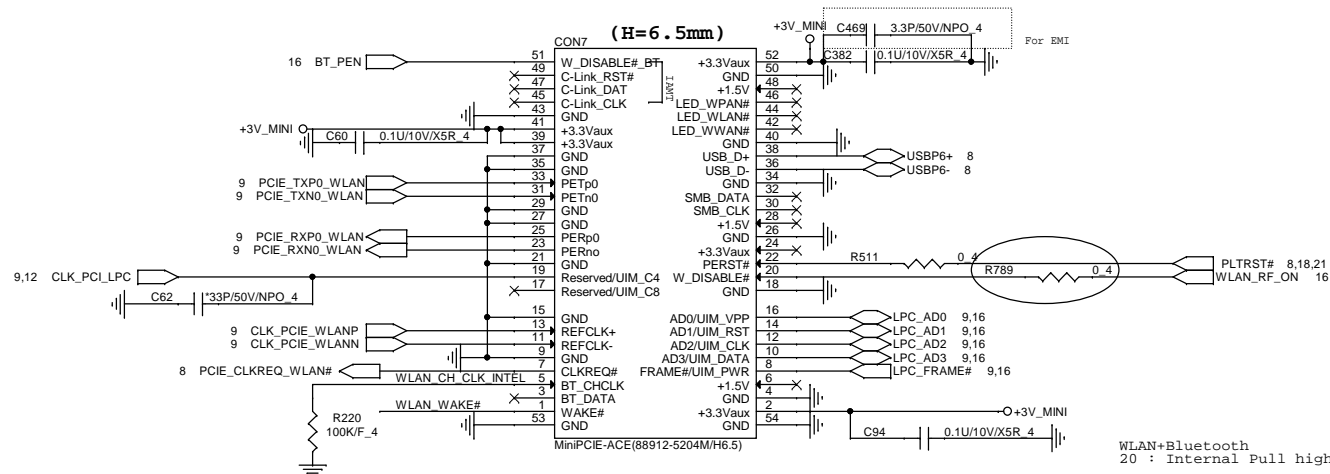 (H=6.5mm)
+3V_MINI
C469 3.3P/50V/NPO_4
For EMI
C382 0.1U/10V/X5R_4
CON7
16 BT_PEN
51 W_DISABLE#_BT
49 C-Link_RST#
47 C-Link_DAT
45 C-Link_CLK
IAMT
43 GND
+3V_MINI
41 +3.3Vaux
C60 0.1U/10V/X5R_4
39 +3.3Vaux
37 GND
35 GND
9 PCIE_TXP0_WLAN 33 PETp0
9 PCIE_TXN0_WLAN 31 PETn0
29 GND
27 GND
9 PCIE_RXP0_WLAN 25 PERp0
9 PCIE_RXN0_WLAN 23 PERno
21 GND
9,12 CLK_PCI_LPC 19 Reserved/UIM_C4
17 Reserved/UIM_C8
C62 *33P/50V/NPO_4
15 GND
9 CLK_PCIE_WLANP 13 REFCLK+
9 CLK_PCIE_WLANN 11 REFCLK-
9 GND
8 PCIE_CLKREQ_WLAN# 7 CLKREQ#
WLAN_CH_CLK_INTEL 5 BT_CHCLK
3 BT_DATA
WLAN_WAKE# 1 WAKE#
53 GND
R220
100K/F_4
+3.3Vaux 52
GND 50
+1.5V 48
LED_WPAN# 46
LED_WLAN# 44
LED_WWAN# 42
GND 40
USB_D+ 38 USBP6+ 8
USB_D- 36 USBP6- 8
GND 34
SMB_DATA 32
SMB_CLK 30
+1.5V 28
GND 26
+3.3Vaux 24
PERST# 22 R511 0_4 PLTRST# 8,18,21
W_DISABLE# 20 R789 0_4 WLAN_RF_ON 16
GND 18
AD0/UIM_VPP 16 LPC_AD0 9,16
AD1/UIM_RST 14 LPC_AD1 9,16
AD2/UIM_CLK 12 LPC_AD2 9,16
AD3/UIM_DATA 10 LPC_AD3 9,16
FRAME#/UIM_PWR 8 LPC_FRAME# 9,16
+1.5V 6
GND 4
+3.3Vaux 2 +3V_MINI
GND 54
C94 0.1U/10V/X5R_4
MiniPCIE-ACE(88912-5204M/H6.5)
WLAN+Bluetooth
20 : Internal Pull high